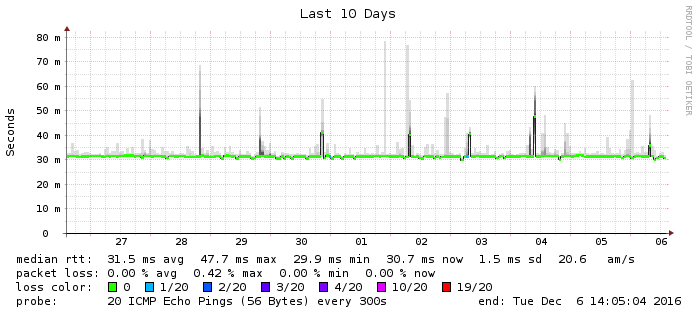 Last 10 Days
RRDTOOL / TOBI OETIKER
Seconds
80 m
70 m
60 m
50 m
40 m
30 m
20 m
10 m
0
27 28 29 30 01 02 03 04 05 06
median rtt: 31.5 ms avg 47.7 ms max 29.9 ms min 30.7 ms now 1.5 ms sd 20.6 am/s
packet loss: 0.00 % avg 0.42 % max 0.00 % min 0.00 % now
loss color: 0 1/20 2/20 3/20 4/20 10/20 19/20
probe: 20 ICMP Echo Pings (56 Bytes) every 300s end: Tue Dec 6 14:05:04 2016